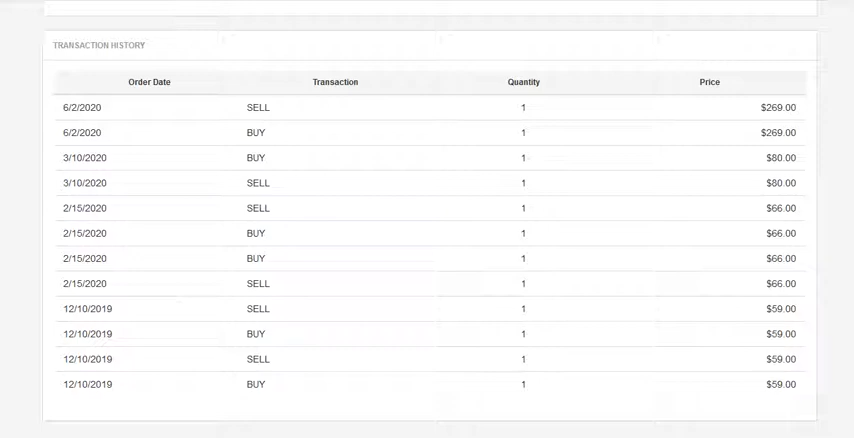 TRANSACTION HISTORY
Order Date Transaction Quantity Price
6/2/2020 SELL 1 $269.00
6/2/2020 BUY 1 $269.00
3/10/2020 BUY 1 $80.00
3/10/2020 SELL 1 $80.00
2/15/2020 SELL 1 $66.00
2/15/2020 BUY 1 $66.00
2/15/2020 BUY 1 $66.00
2/15/2020 SELL 1 $66.00
12/10/2019 SELL 1 $59.00
12/10/2019 BUY 1 $59.00
12/10/2019 SELL 1 $59.00
12/10/2019 BUY 1 $59.00